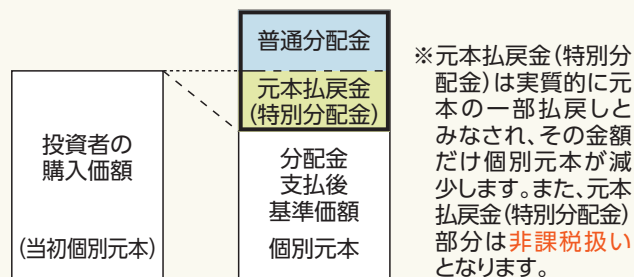 普通分配金
元本払戻金
(特別分配金)
投資者の
購入価額
(当初個別元本)
分配金
支払後
基準価額
個別元本
※元本払戻金(特別分
配金)は実質的に元
本の一部払戻しと
みなされ、その金額
だけ個別元本が減
少します。また、元本
払戻金(特別分配金)
部分は非課税扱い
となります。